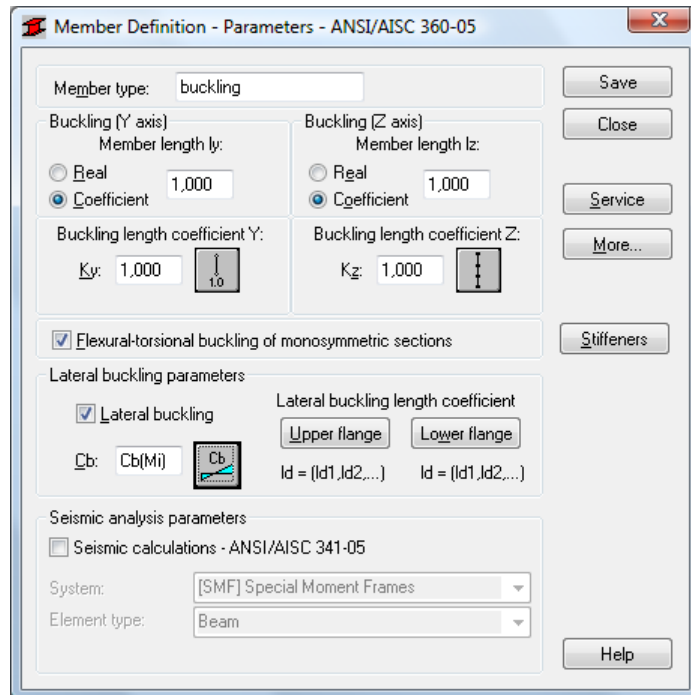 Member Definition - Parameters - ANSI/AISC 360-05
Member type: buckling
Save
Close
Service
More...
Stiffeners
Help
Buckling (Y axis)
Member length ly:
Real
Coefficient
1,000
Buckling (Z axis)
Member length lz:
Real
Coefficient
1,000
Buckling length coefficient Y:
Ky: 1,000
1.0
Buckling length coefficient Z:
Kz: 1,000
Flexural-torsional buckling of monosymmetric sections
Lateral buckling parameters
Lateral buckling
Cb: Cb(Mi)
Cb
Lateral buckling length coefficient
Upper flange Lower flange
ld = (ld1,ld2,...) ld = (ld1,ld2,...)
Seismic analysis parameters
Seismic calculations - ANSI/AISC 341-05
System: [SMF] Special Moment Frames
Element type: Beam